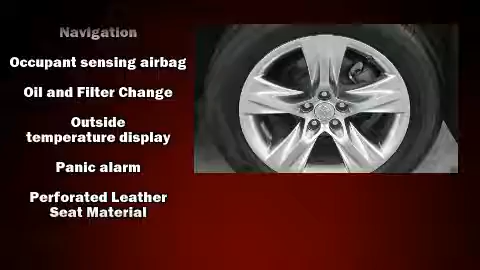 Navigation
Occupant sensing airbag
Oil and Filter Change
Outside
temperature display
Panic alarm
Perforated Leather
Seat Material